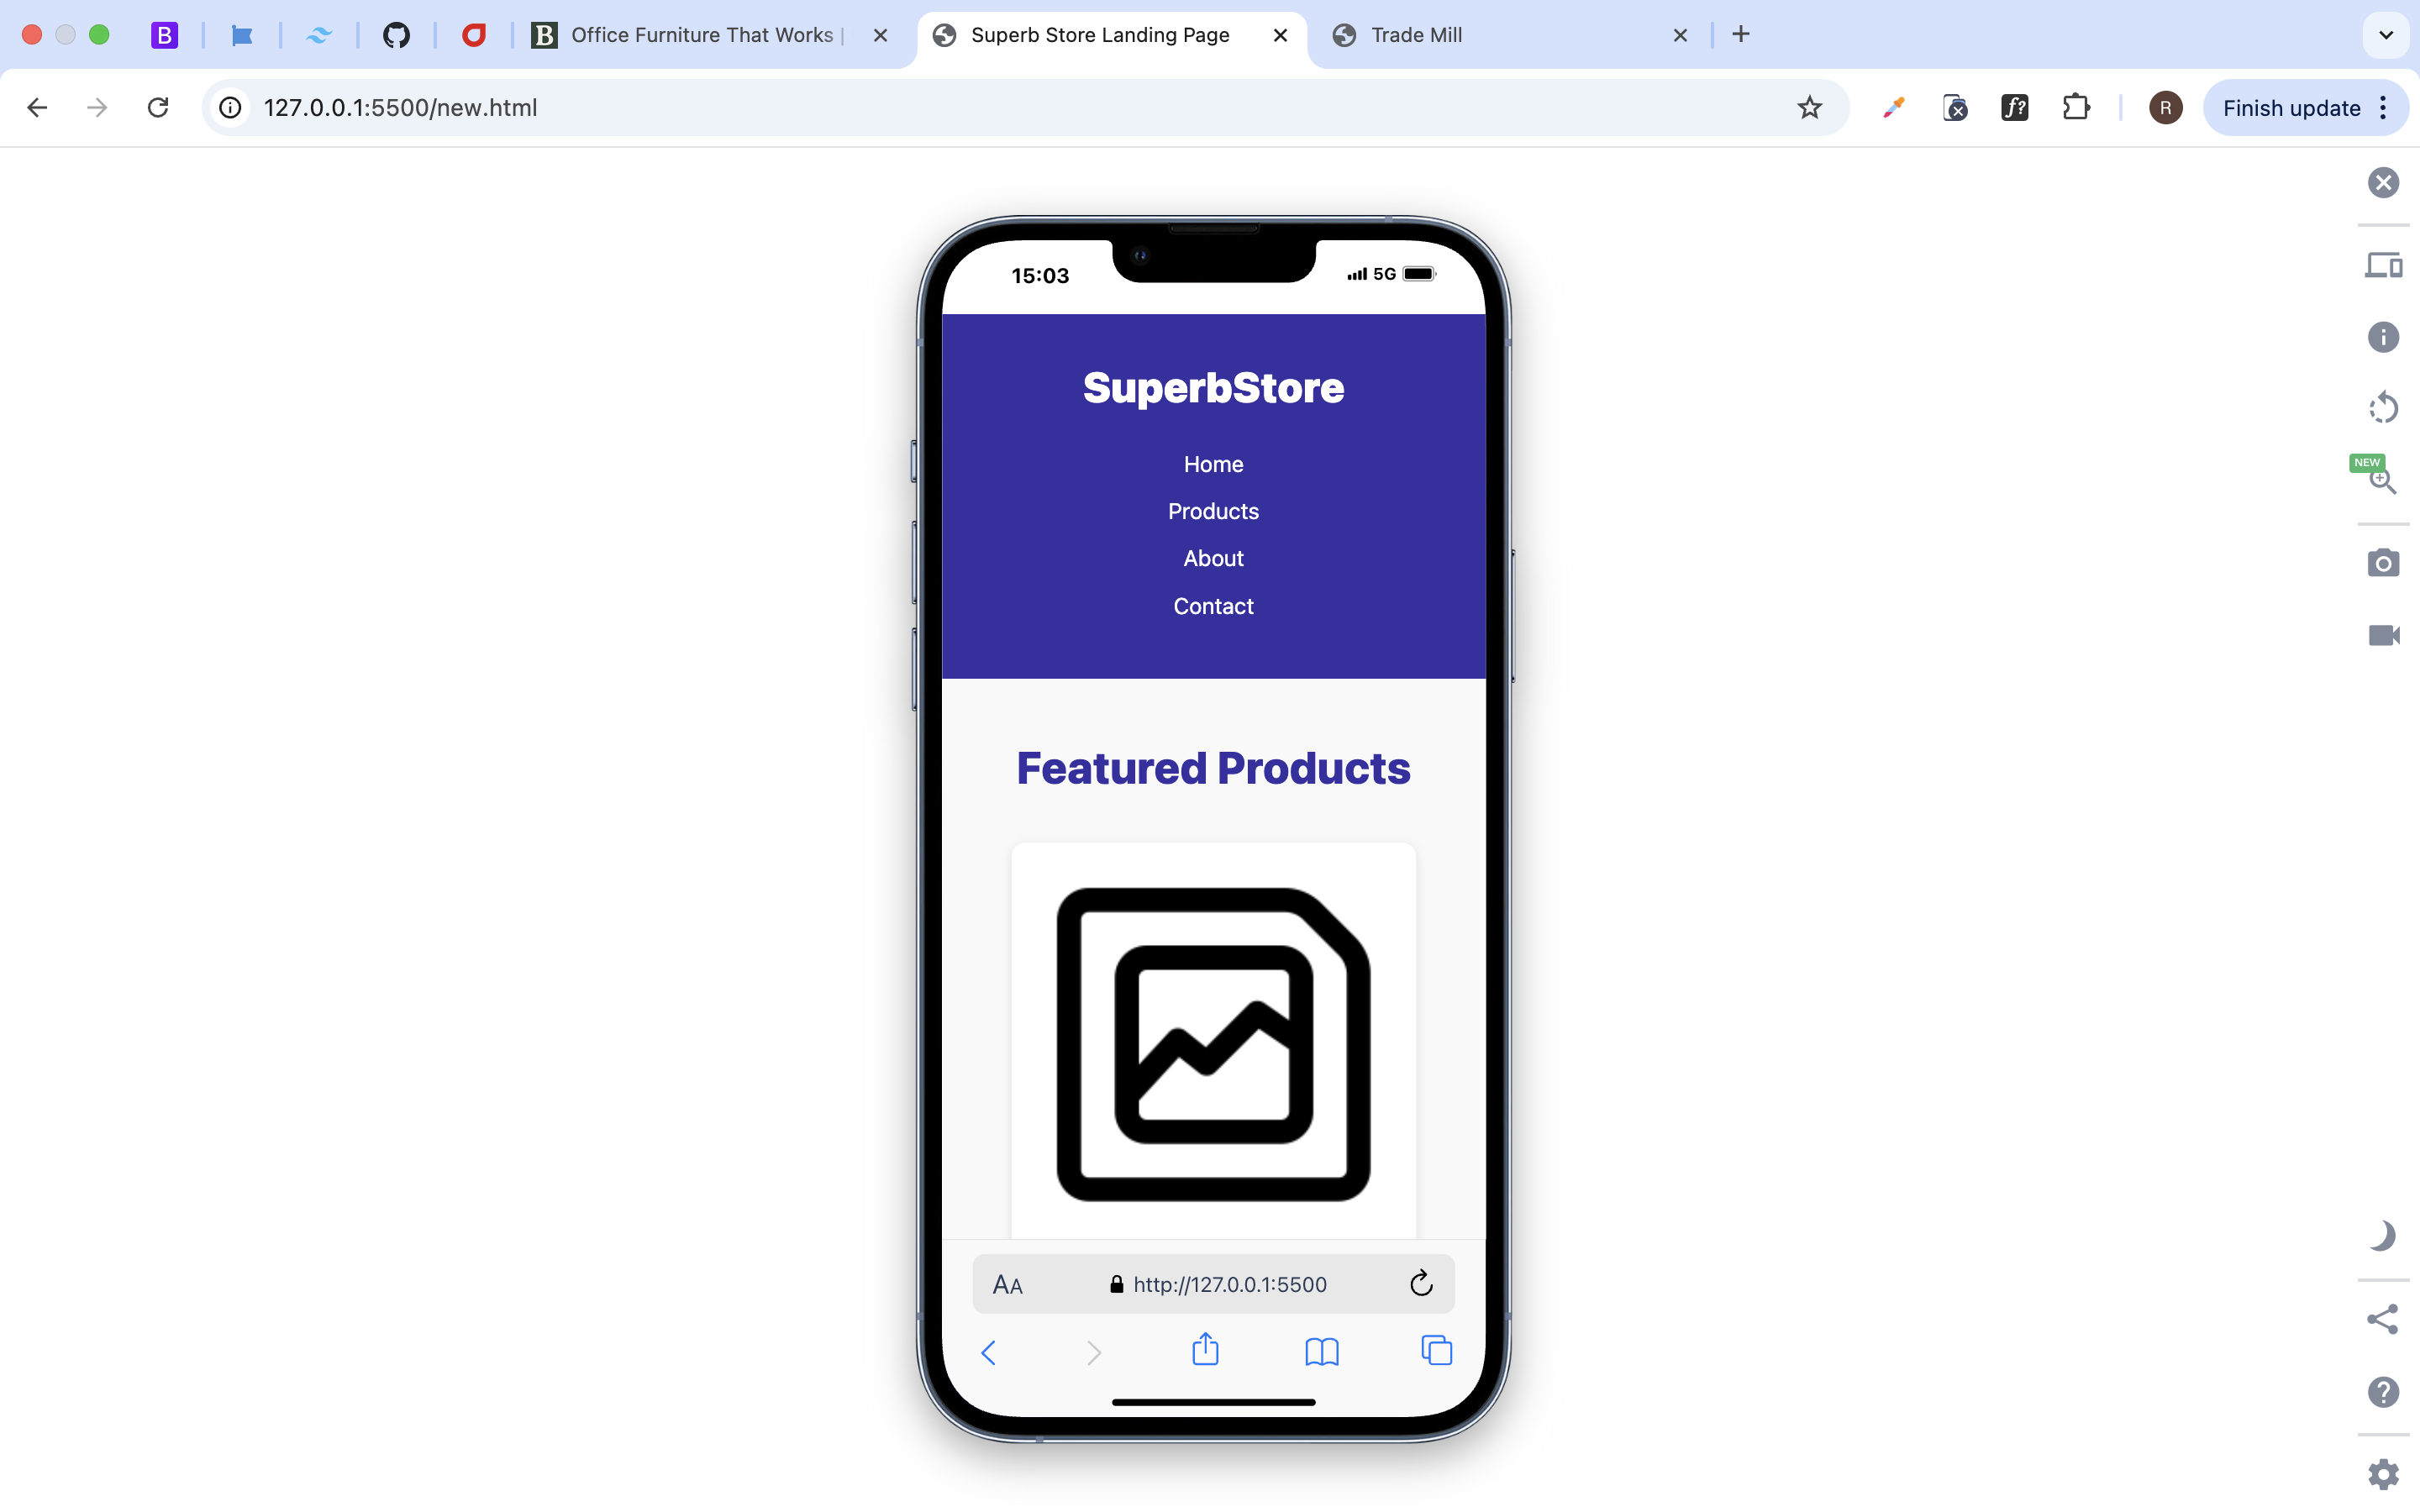 B
B Office Furniture That Works |
Superb Store Landing Page
Trade Mill
127.0.0.1:5500/new.html
f?
R
Finish update
NEW
15:03
5G
SuperbStore
Home
Products
About
Contact
Featured Products
AA
http://127.0.0.1:5500